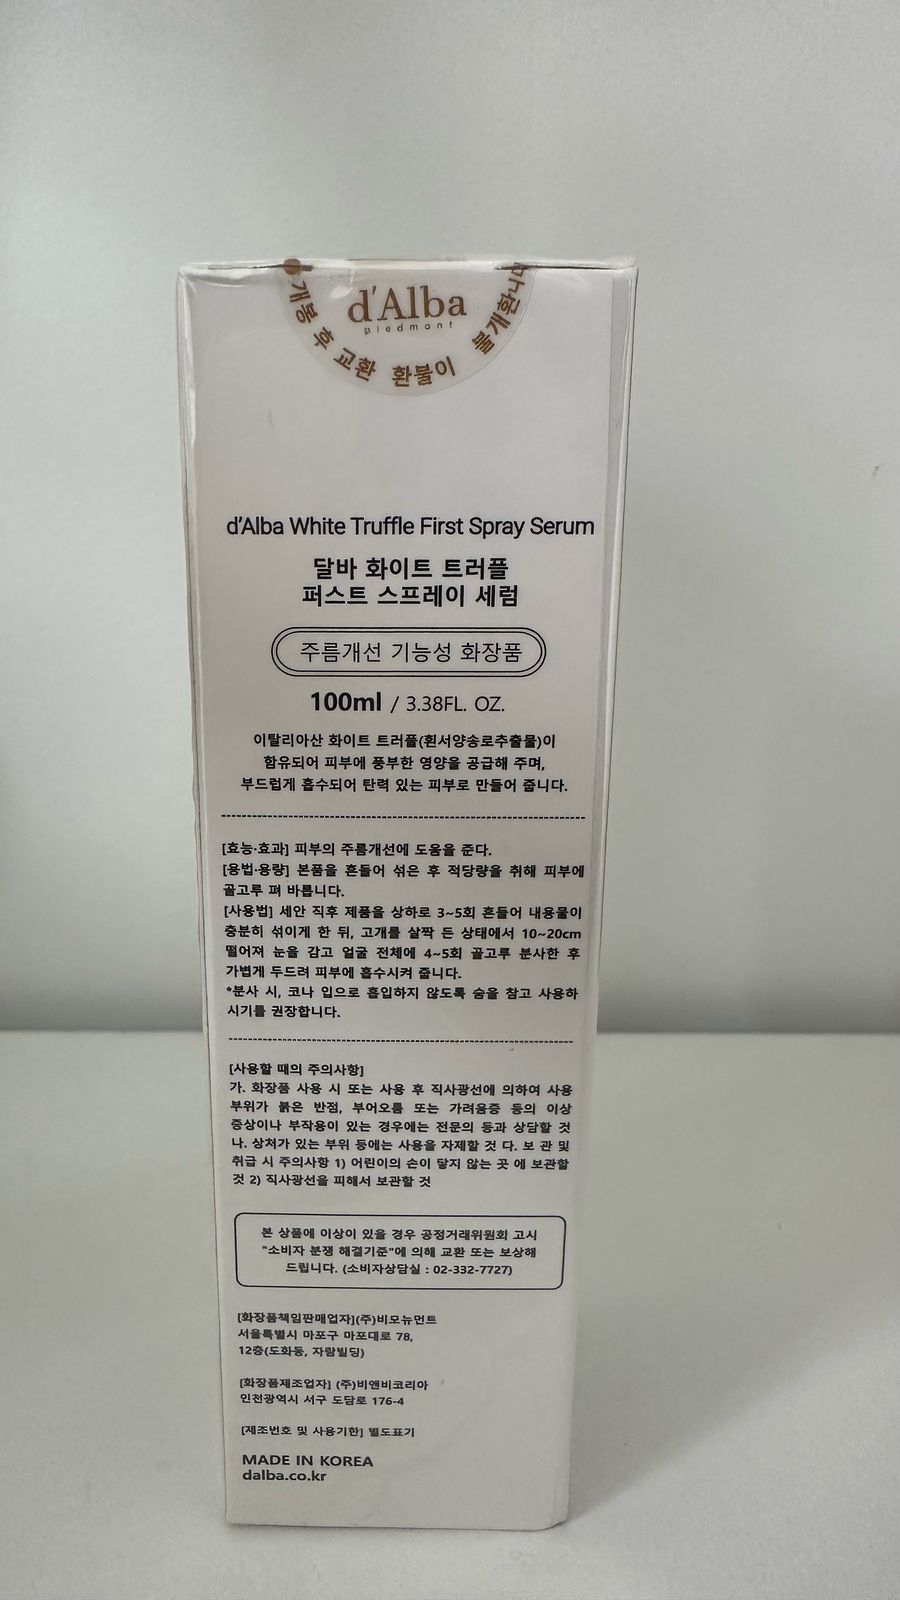 d'Alba
piedmont
개봉 후 교환 환불이 불개환니다
d'Alba White Truffle First Spray Serum
달바 화이트 트러플
퍼스트 스프레이 세럼
주름개선 기능성 화장품
100ml / 3.38FL. OZ.
이탈리아산 화이트 트러플(흰서양송로추출물)이
함유되어 피부에 풍부한 영양을 공급해 주며,
부드럽게 흡수되어 탄력 있는 피부로 만들어 줍니다.
[효능·효과] 피부의 주름개선에 도움을 준다.
[용법·용량] 본품을 흔들어 섞은 후 적당량을 취해 피부에
골고루 펴 바릅니다.
[사용법] 세안 직후 제품을 상하로 3~5회 흔들어 내용물이
충분히 섞이게 한 뒤, 고개를 살짝 든 상태에서 10~20cm
떨어져 눈을 감고 얼굴 전체에 4~5회 골고루 분사한 후
가볍게 두드려 피부에 흡수시켜 줍니다.
*분사 시, 코나 입으로 흡입하지 않도록 숨을 참고 사용하
시기를 권장합니다.
[사용할 때의 주의사항]
가. 화장품 사용 시 또는 사용 후 직사광선에 의하여 사용
부위가 붉은 반점, 부어오름 또는 가려움증 등의 이상
증상이나 부작용이 있는 경우에는 전문의 등과 상담할 것
나. 상처가 있는 부위 등에는 사용을 자제할 것 다. 보 관 및
취급 시 주의사항 1) 어린이의 손이 닿지 않는 곳 에 보관할
것 2) 직사광선을 피해서 보관할 것
본 상품에 이상이 있을 경우 공정거래위원회 고시
"소비자 분쟁 해결기준"에 의해 교환 또는 보상해
드립니다. (소비자상담실 : 02-332-7727)
[화장품책임판매업자](주)비모뉴먼트
서울특별시 마포구 마포대로 78,
12층(도화동, 자람빌딩)
[화장품제조업자] (주)비앤비코리아
인천광역시 서구 도담로 176-4
[제조번호 및 사용기한] 별도표기
MADE IN KOREA
dalba.co.kr